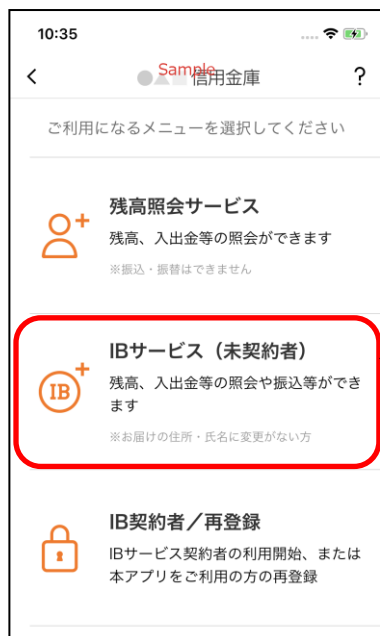 10:35
Sample
●▲■信用金庫
?
ご利用になるメニューを選択してください
残高照会サービス
残高、入出金等の照会ができます
※振込・振替はできません
IBサービス（未契約者）
IB
残高、入出金等の照会や振込等ができ
ます
※お届けの住所・氏名に変更がない方
IB契約者／再登録
IBサービス契約者の利用開始、または
本アプリをご利用の方の再登録